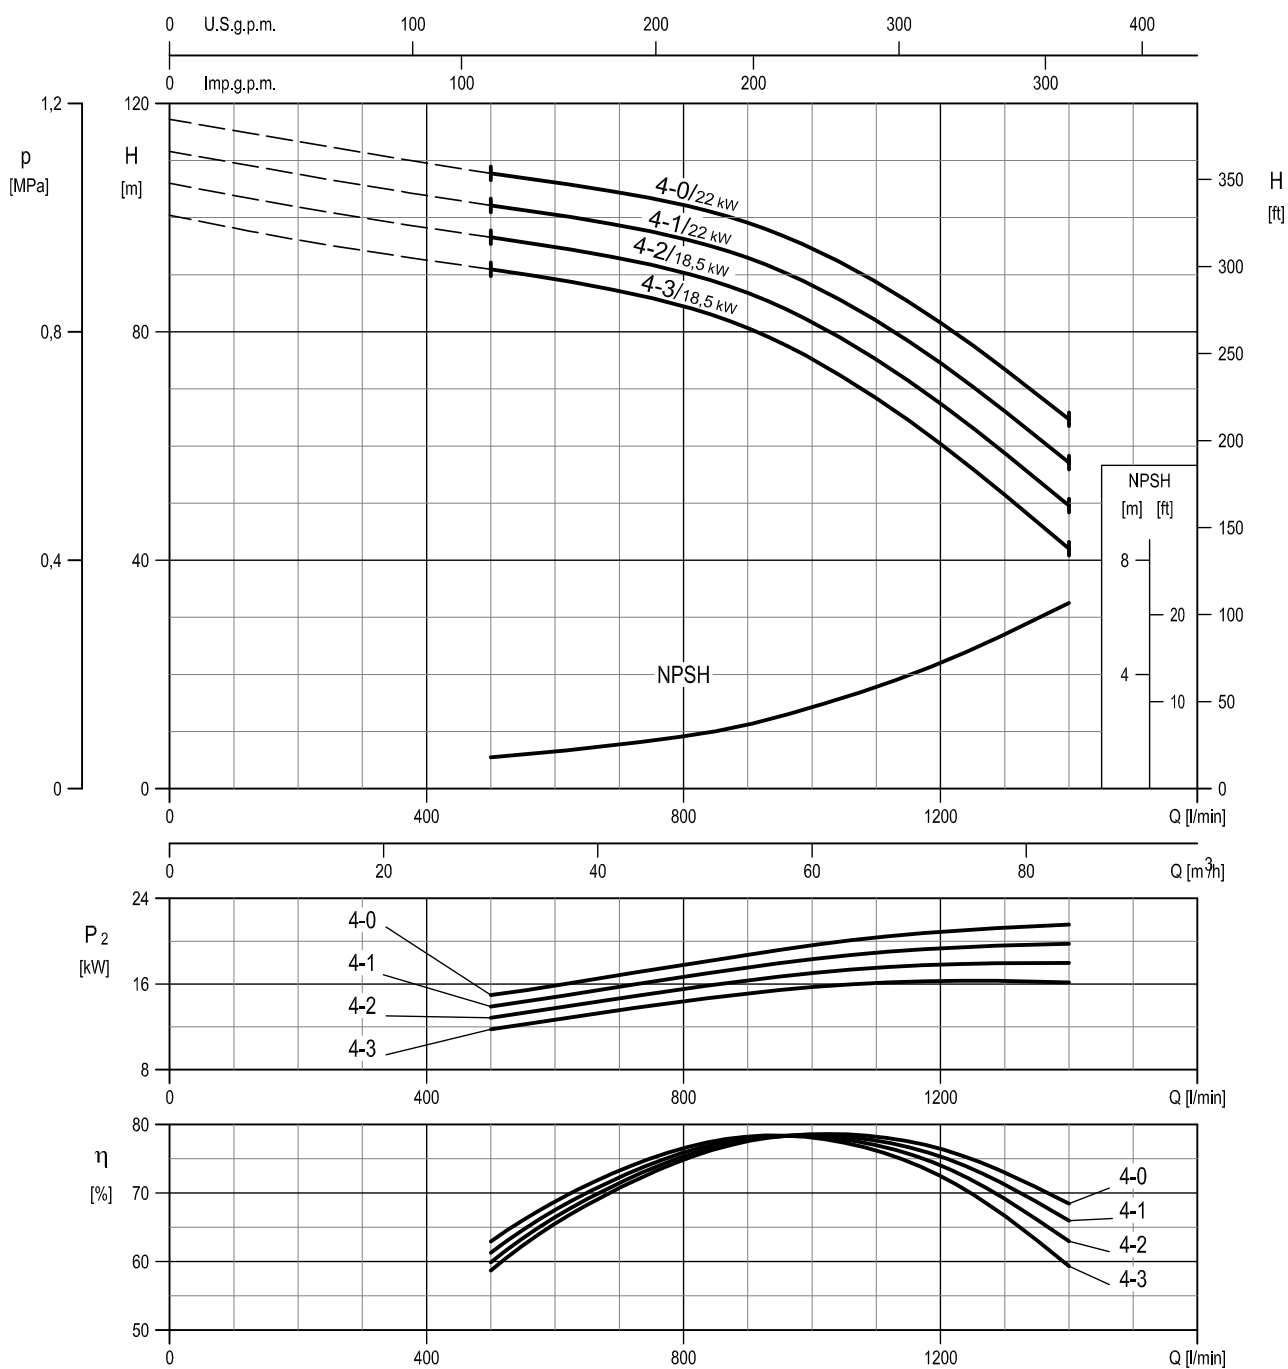 0 U.S.g.p.m. 100 200 300 400
0 Imp.g.p.m. 100 200 300
1,2 120
p H
[MPa] [m]
350 H
[ft]
4-0/22 kW
4-1/22 kW
4-2/18,5 kW
4-3/18,5 kW
300
0,8 80
250
200
NPSH
[m] [ft]
150
0,4 40 8
20 100
NPSH 4
10 50
0 0 0
0 400 800 1200 Q [l/min]
0 20 40 60 80 Q [m³/h]
24
P2
[kW]
16
8
4-0
4-1
4-2
4-3
0 400 800 1200 Q [l/min]
80
η
[%]
70
60
50
4-0
4-1
4-2
4-3
0 400 800 1200 Q [l/min]